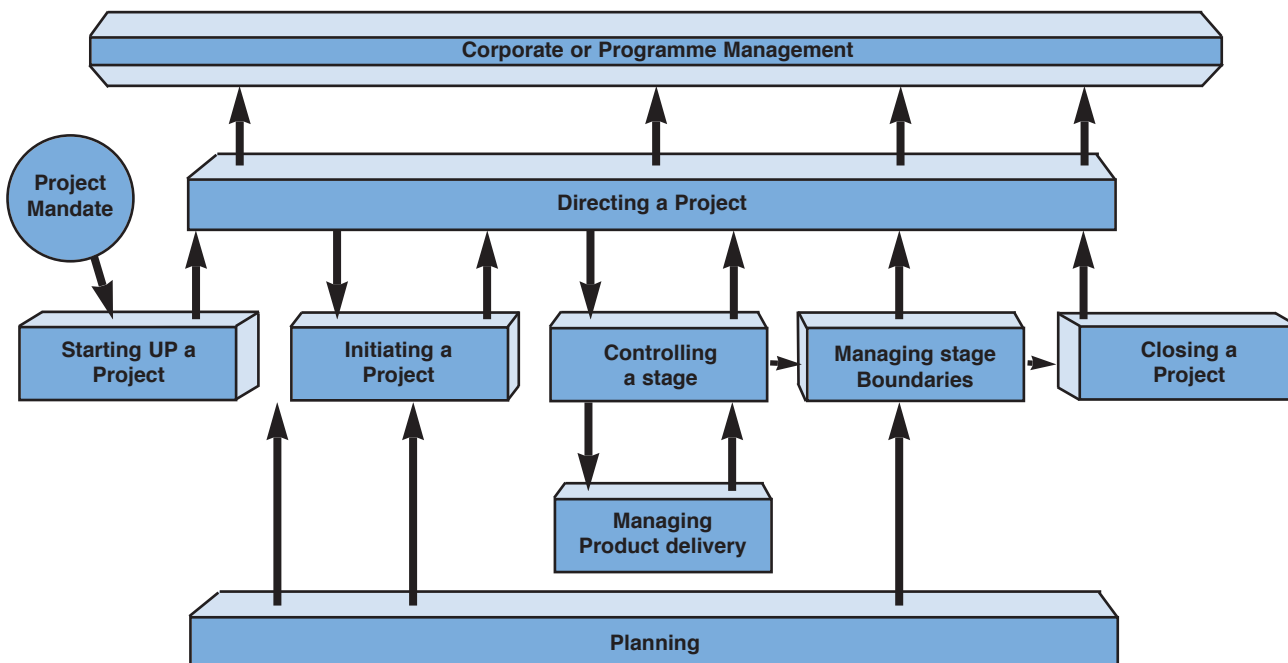 Corporate or Programme Management
Project
Mandate
Directing a Project
Starting UP a
Project
Initiating a
Project
Controlling
a stage
Managing stage
Boundaries
Closing a
Project
Managing
Product delivery
Planning